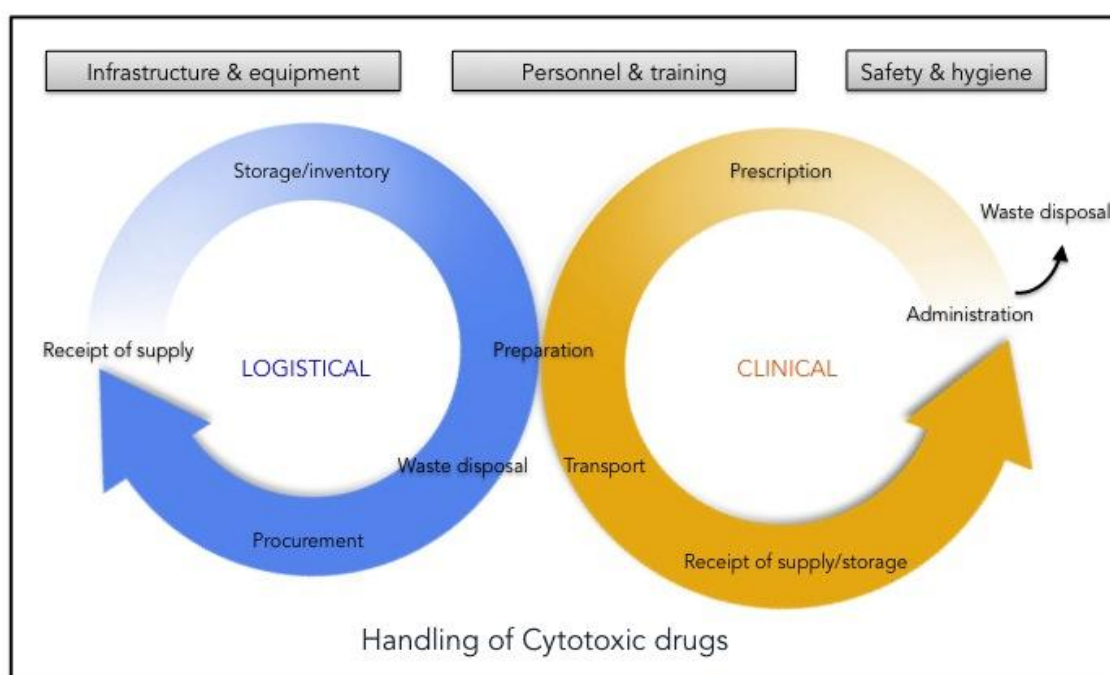 Infrastructure & equipment
Personnel & training
Safety & hygiene
Storage/inventory
Prescription
Waste disposal
Administration
Receipt of supply
LOGISTICAL
Preparation
CLINICAL
Waste disposal
Transport
Procurement
Receipt of supply/storage
Handling of Cytotoxic drugs